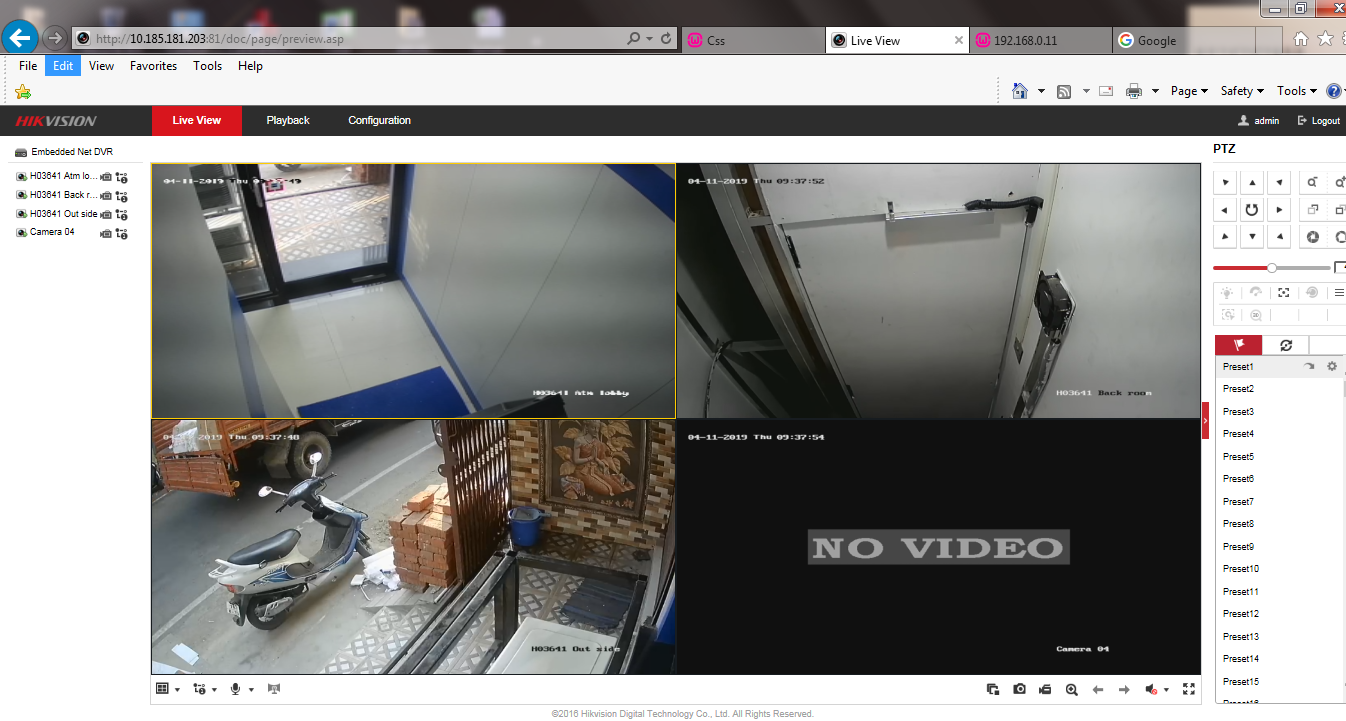 http://10.185.181.203:81/doc/page/preview.asp
Css
Live View
192.168.0.11
Google
File Edit View Favorites Tools Help
Page Safety Tools
HIKVISION
Live View Playback Configuration
admin Logout
Embedded Net DVR
H03641 Atm lo...
H03641 Back r...
H03641 Out side
Camera 04
04-11-2019 Thu
H03641 Atm lobby
04-11-2019 Thu 09:37:52
H03641 Back room
2019 Thu 09:37:48
H03641 Out side
04-11-2019 Thu 09:37:54
NO VIDEO
Camera 04
PTZ
Preset1
Preset2
Preset3
Preset4
Preset5
Preset6
Preset7
Preset8
Preset9
Preset10
Preset11
Preset12
Preset13
Preset14
Preset15
©2016 Hikvision Digital Technology Co., Ltd. All Rights Reserved.